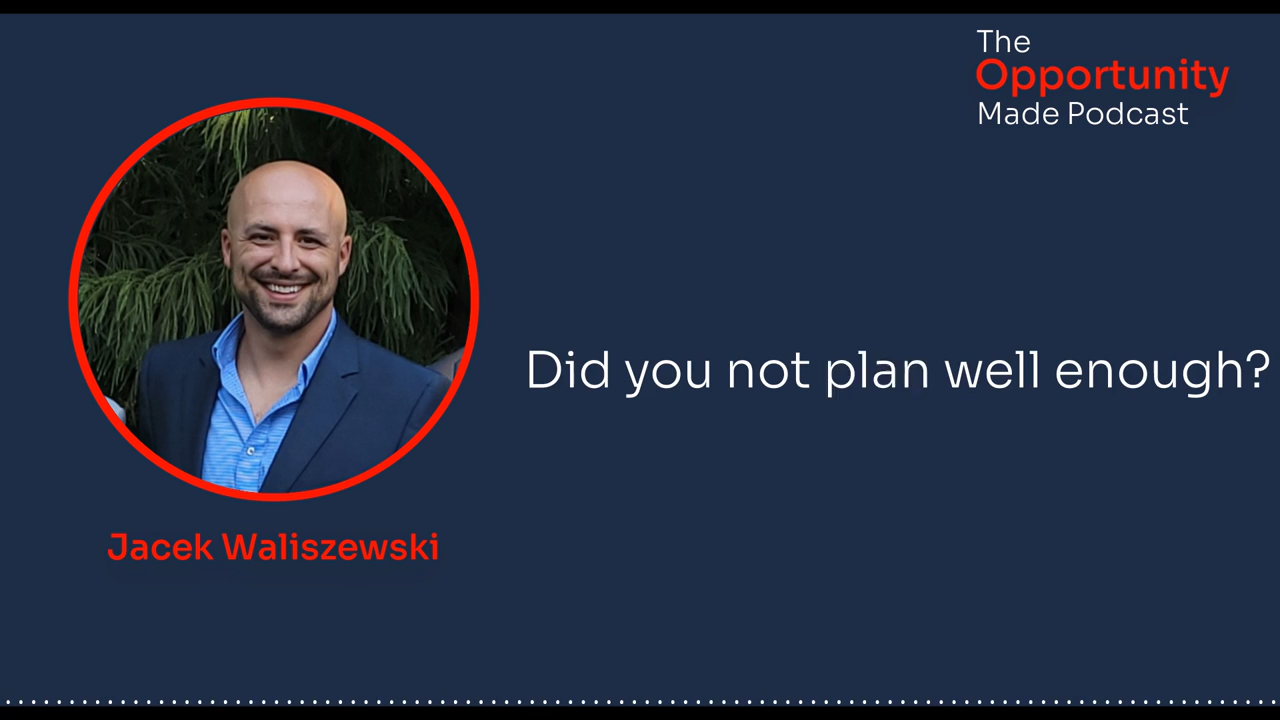 The
Opportunity
Made Podcast
Did you not plan well enough?
Jacek Waliszewski